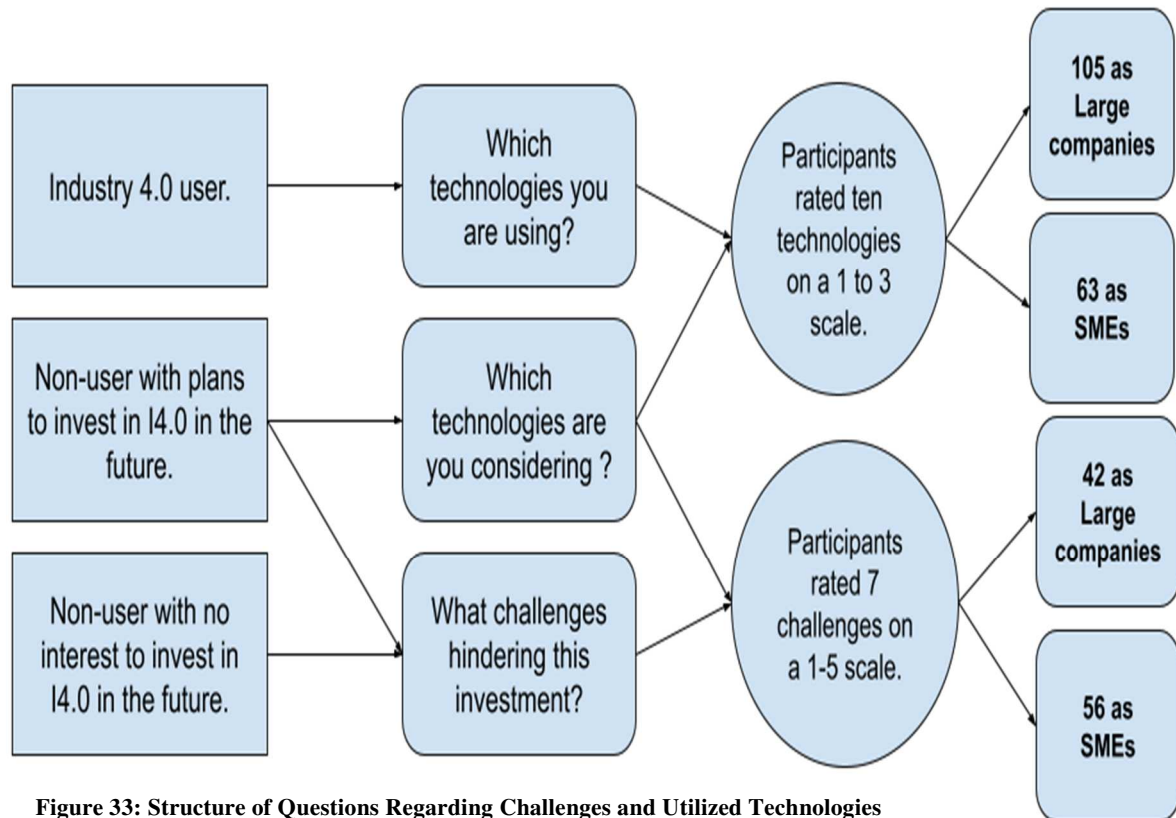 Industry 4.0 user.
Non-user with plans
to invest in I4.0 in the
future.
Non-user with no
interest to invest in
I4.0 in the future.
Which
technologies you
are using?
Which
technologies are
you considering ?
What challenges
hindering this
investment?
Participants
rated ten
technologies
on a 1 to 3
scale.
Participants
rated 7
challenges on
a 1-5 scale.
105 as
Large
companies
63 as
SMEs
42 as
Large
companies
56 as
SMEs
Figure 33: Structure of Questions Regarding Challenges and Utilized Technologies